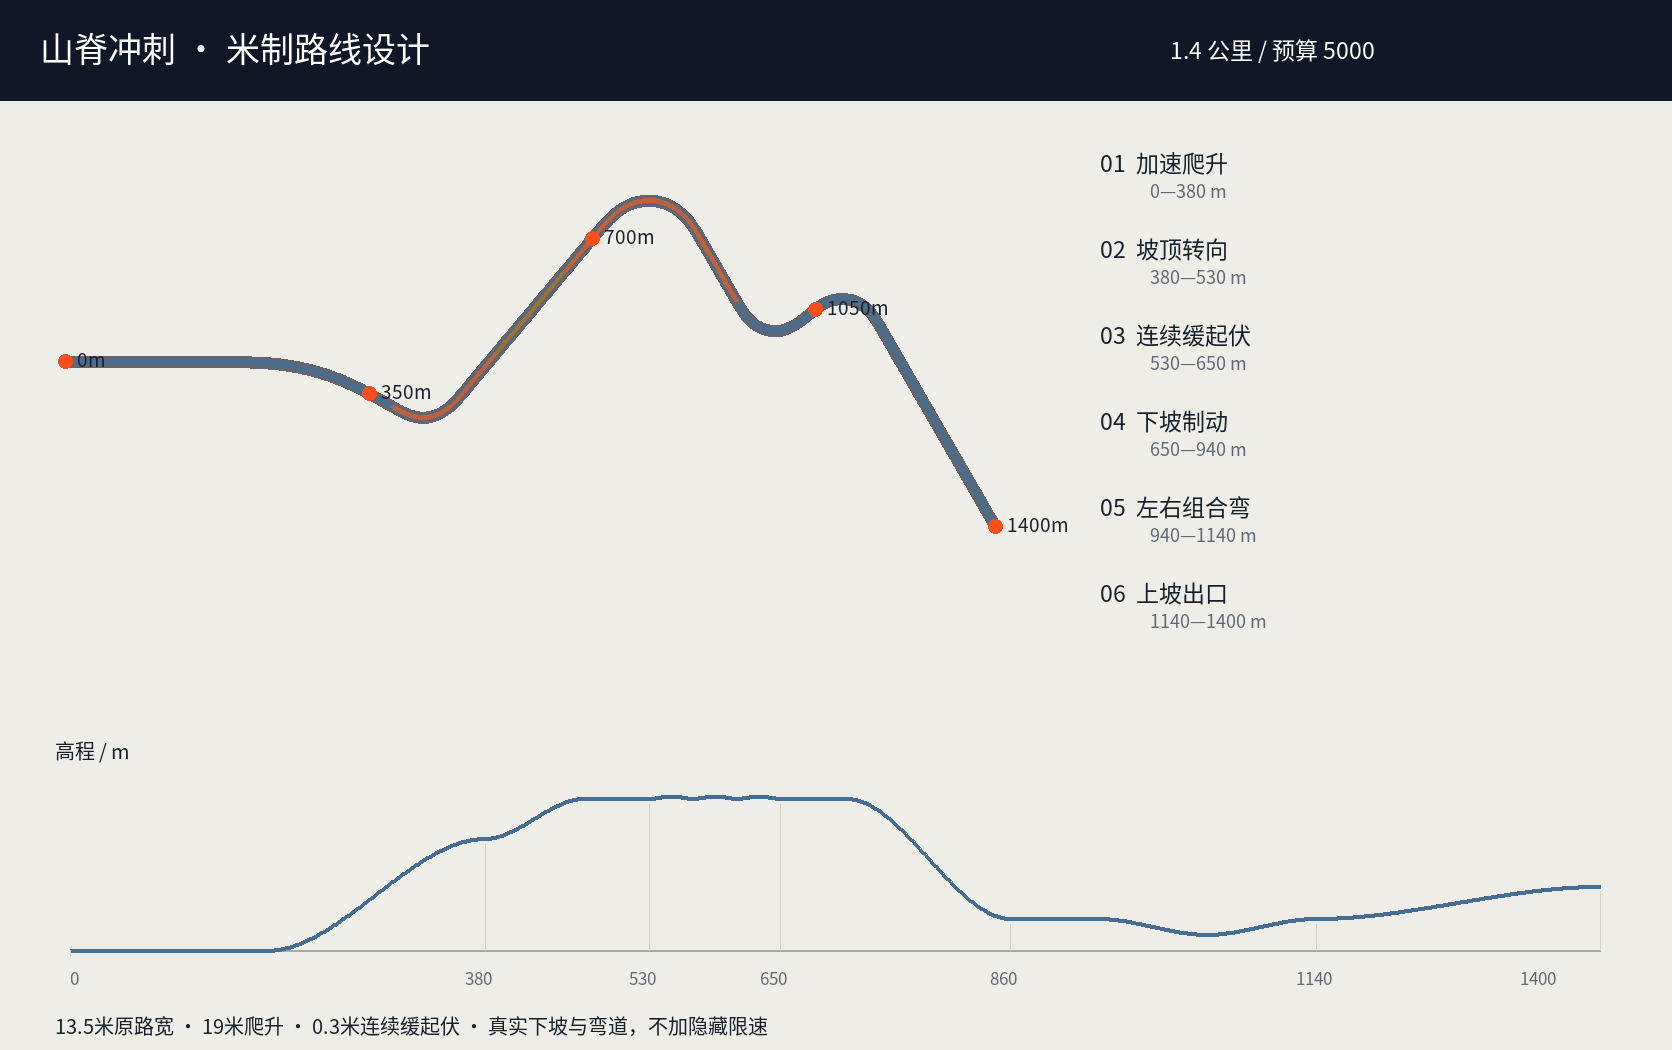 山脊冲刺 · 米制路线设计
1.4 公里 / 预算 5000
01 加速爬升
0—380 m
02 坡顶转向
380—530 m
03 连续缓起伏
530—650 m
04 下坡制动
650—940 m
05 左右组合弯
940—1140 m
06 上坡出口
1140—1400 m
700m
1050m
0m
350m
1400m
高程 / m
0 380 530 650 860 1140 1400
13.5米原路宽 · 19米爬升 · 0.3米连续缓起伏 · 真实下坡与弯道，不加隐藏限速